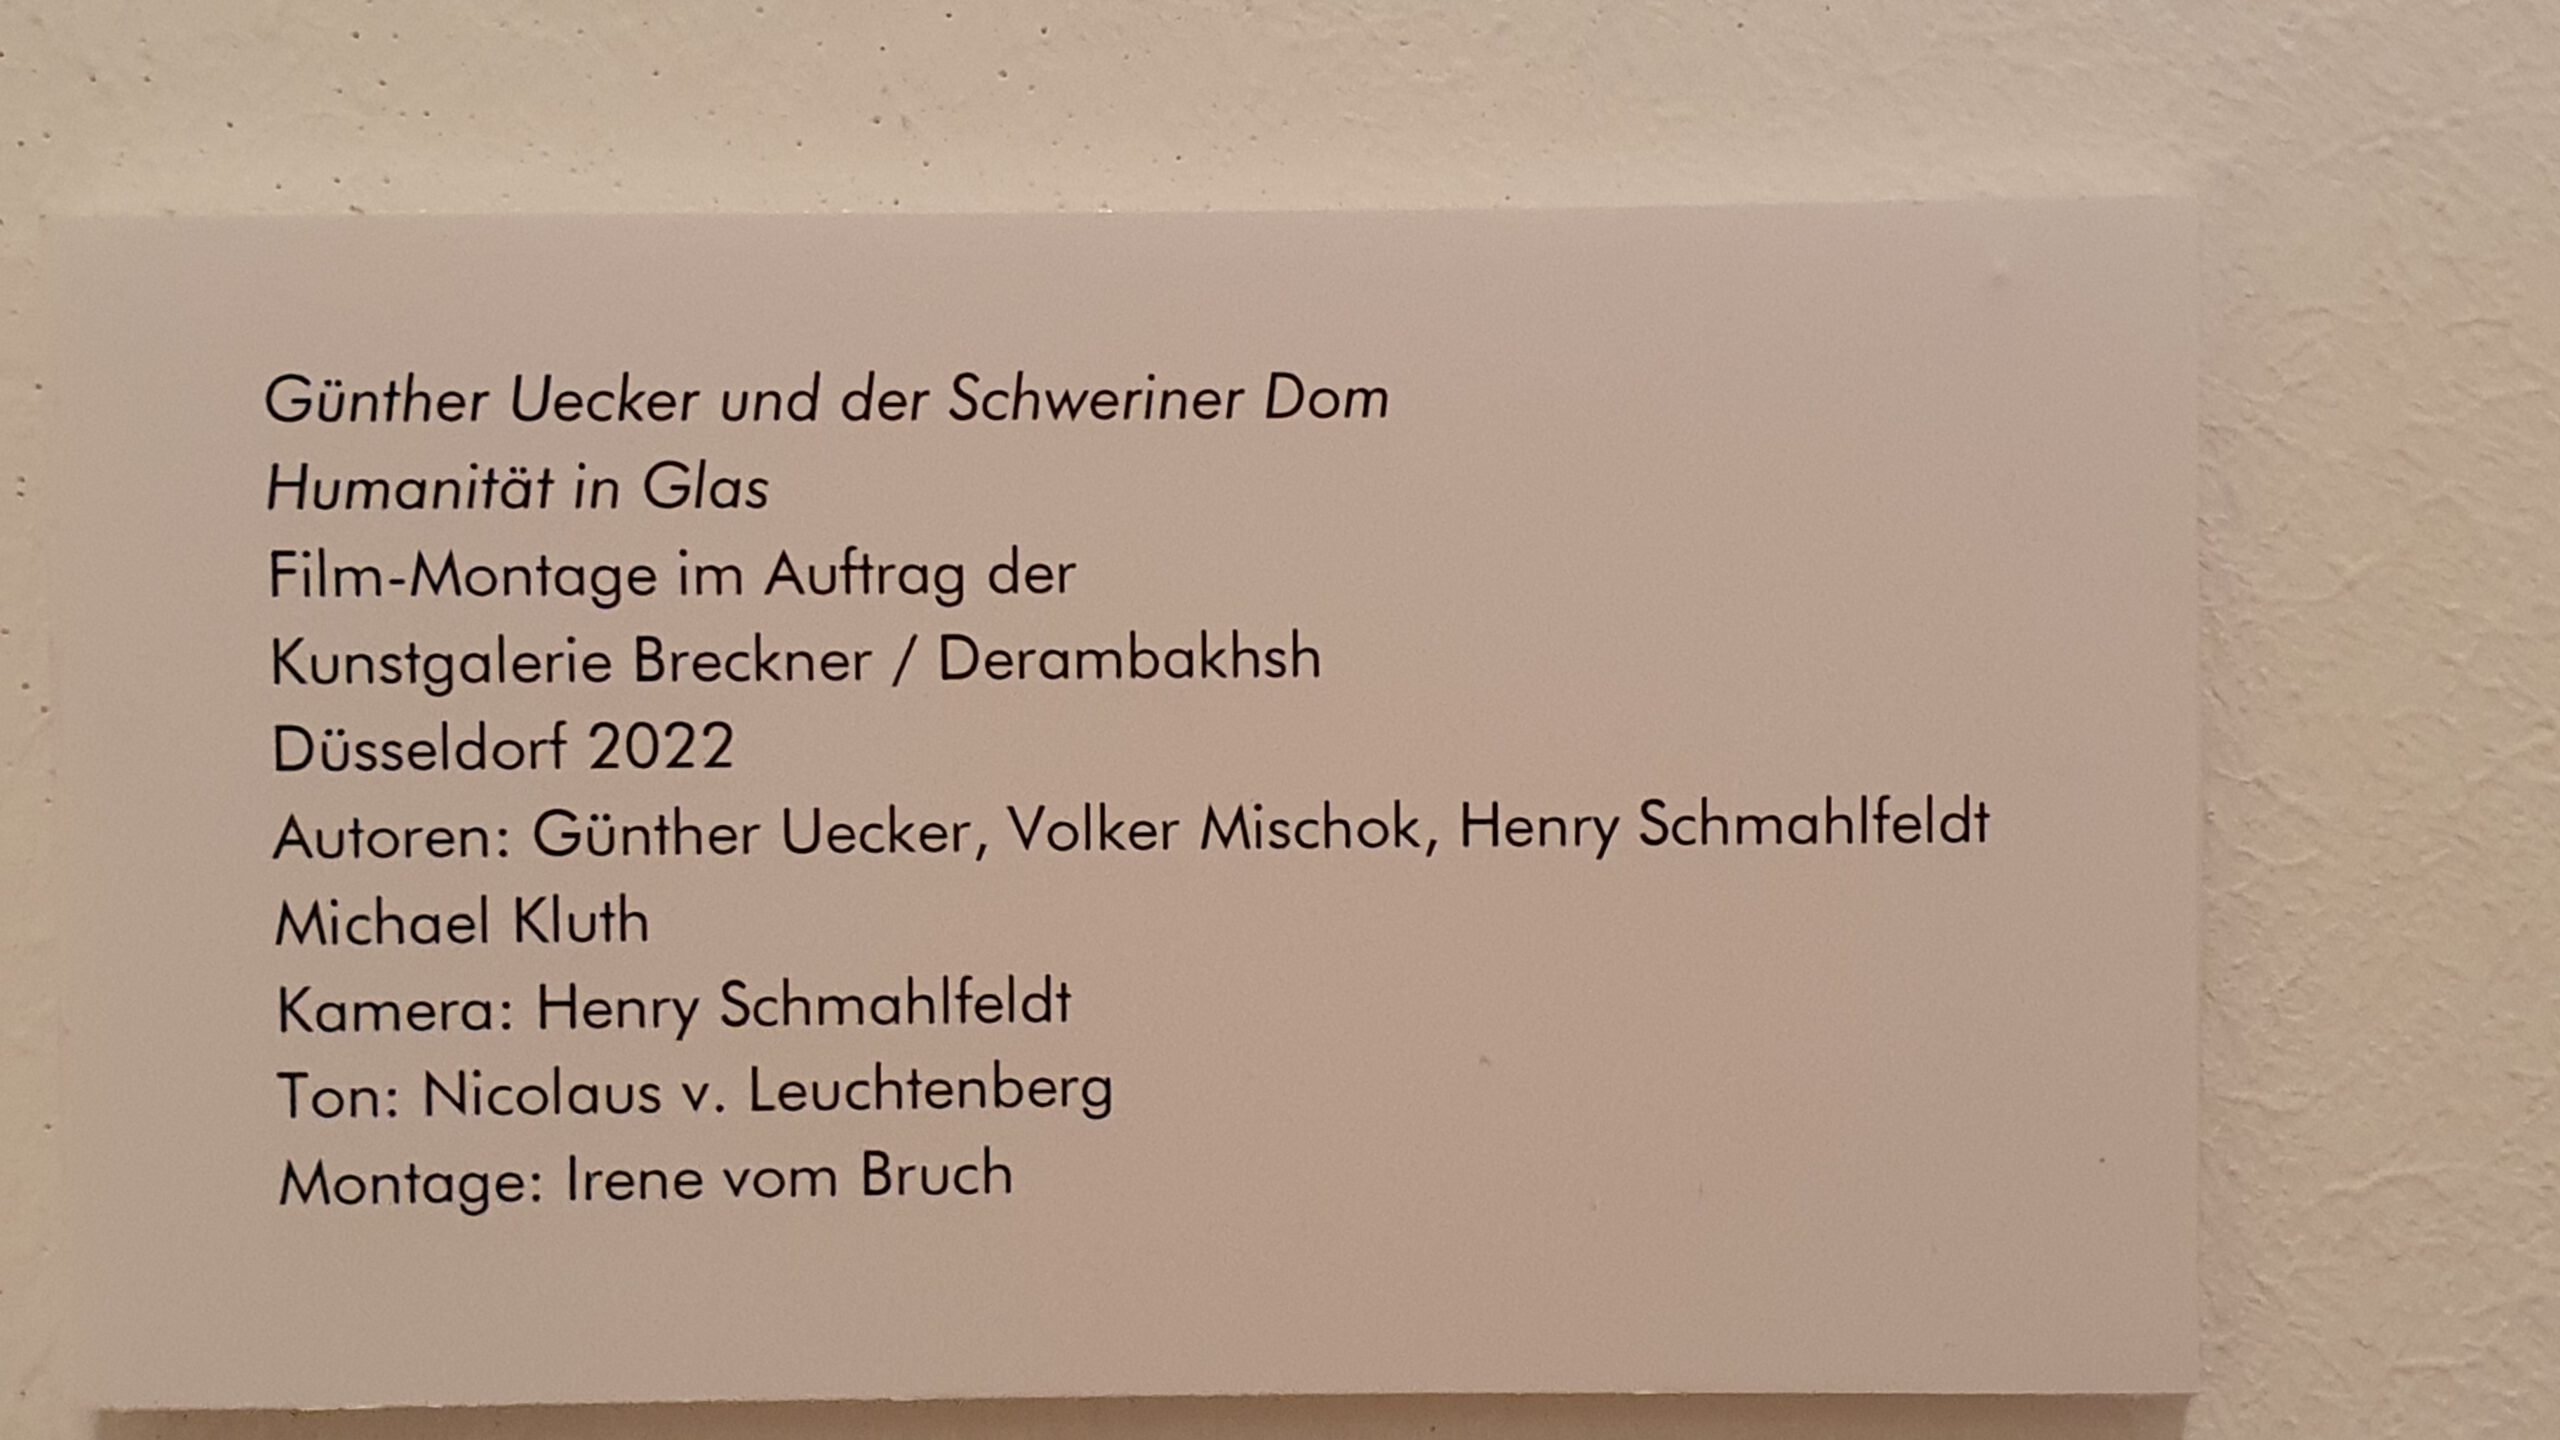 Günther Uecker und der Schweriner Dom
Humanität in Glas
Film-Montage im Auftrag der
Kunstgalerie Breckner / Derambakhsh
Düsseldorf 2022
Autoren: Günther Uecker, Volker Mischok, Henry Schmahlfeldt
Michael Kluth
Kamera: Henry Schmahlfeldt
Ton: Nicolaus v. Leuchtenberg
Montage: Irene vom Bruch